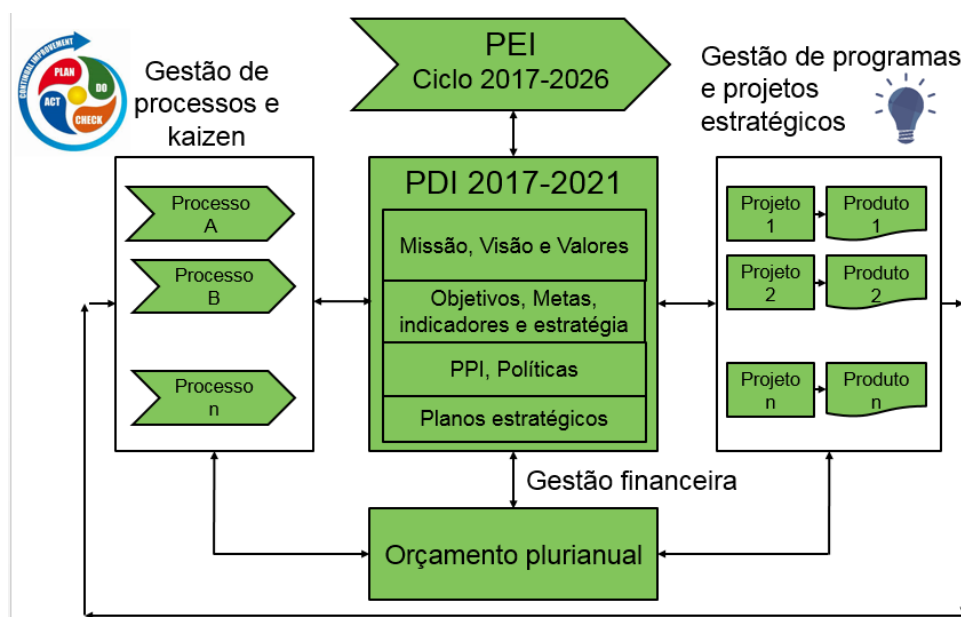 PEI
Ciclo 2017-2026
CONTINUAL IMPROVEMENT
PLAN
DO
ACT
CHECK
Gestão de
processos e
kaizen
Gestão de programas
e projetos
estratégicos
Processo
A
Processo
B
Processo
n
PDI 2017-2021
Missão, Visão e Valores
Objetivos, Metas,
indicadores e estratégia
PPI, Políticas
Planos estratégicos
Projeto
1
Produto
1
Projeto
2
Produto
2
Projeto
n
Produto
n
Gestão financeira
Orçamento plurianual